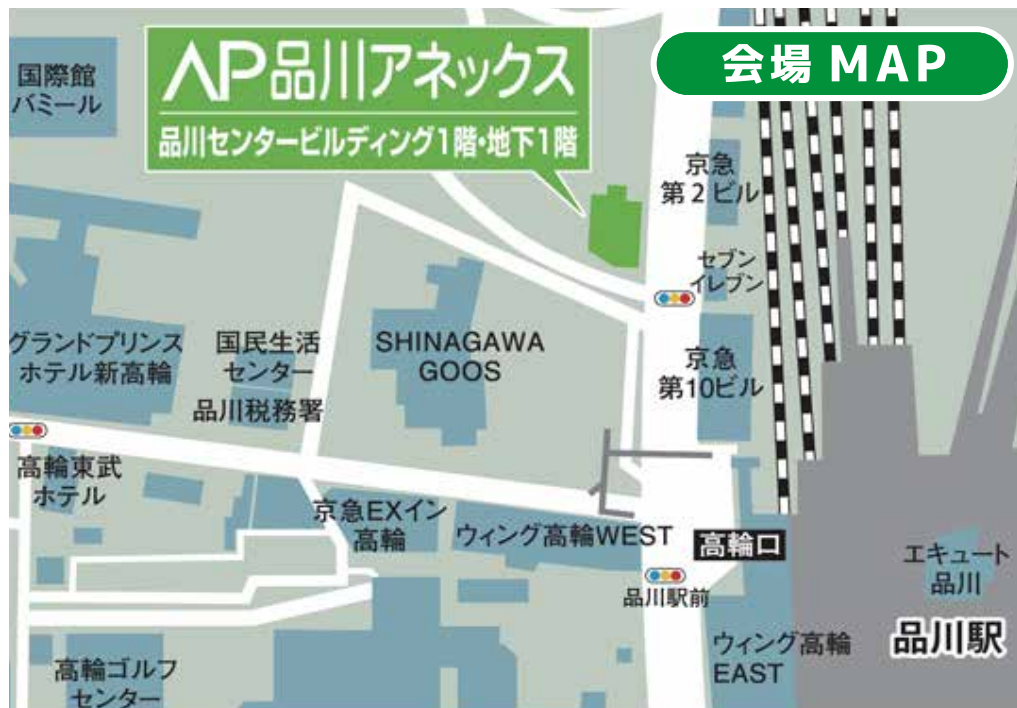 会場 MAP
AP品川アネックス
品川センタービルディング1階・地下1階
国際館
パミール
京急
第2ビル
セブン
イレブン
グランドプリンス
ホテル新高輪
国民生活
センター
品川税務署
SHINAGAWA
GOOS
京急
第10ビル
高輪東武
ホテル
京急EXイン
高輪
ウィング高輪WEST
高輪口
品川駅前
エキュート
品川
品川駅
ウィング高輪
EAST
高輪ゴルフ
センター